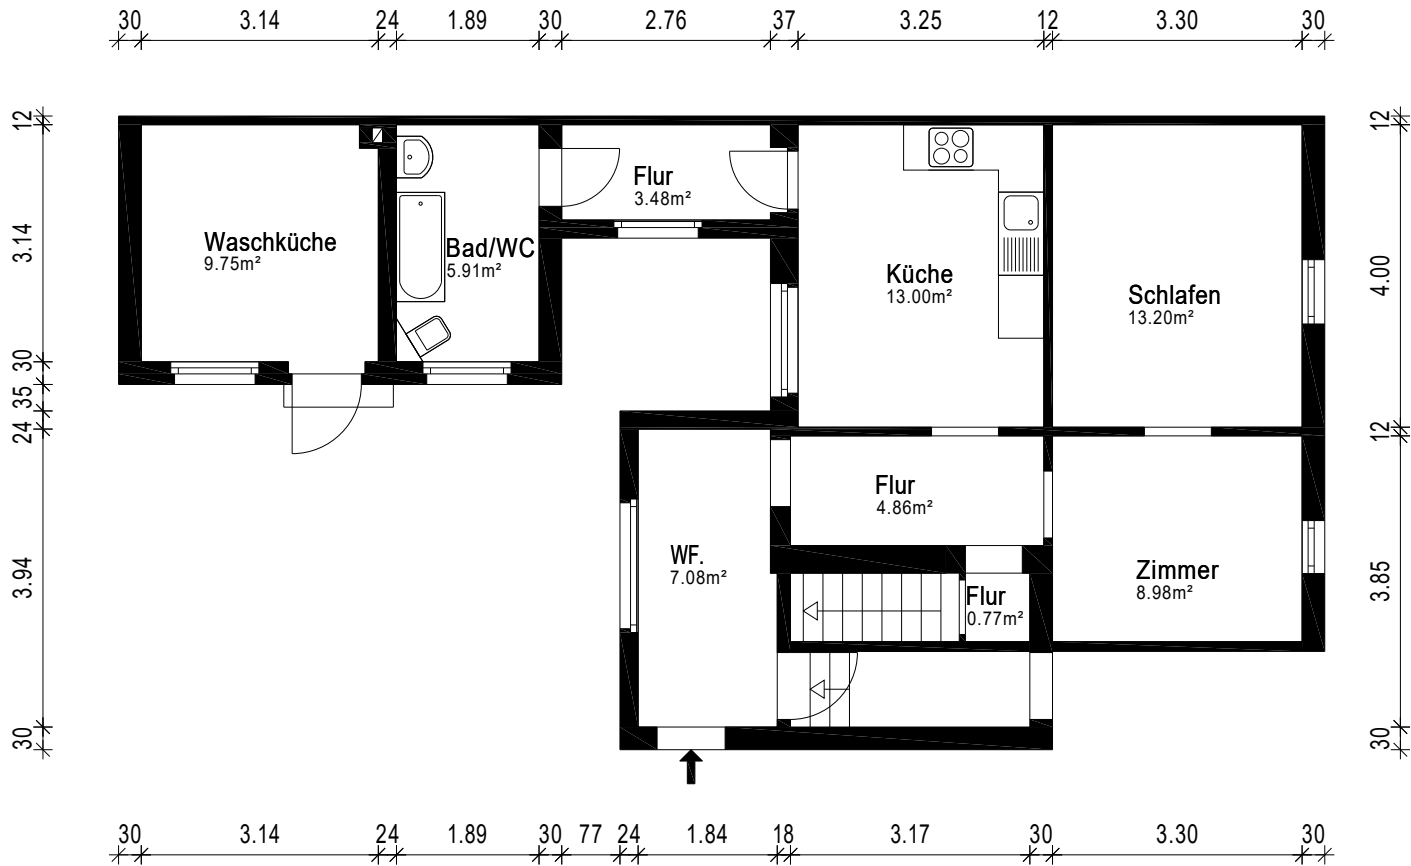 30 3.14 24 1.89 30 2.76 37 3.25 12 3.30 30
12
3.14
30
35
24
3.94
30
Flur
3.48m²
Waschküche
9.75m²
Bad/WC
5.91m²
Küche
13.00m²
Schlafen
13.20m²
Flur
4.86m²
WF.
7.08m²
Flur
0.77m²
Zimmer
8.98m²
12
4.00
12
3.85
30
30 3.14 24 1.89 30 77 24 1.84 18 3.17 30 3.30 30